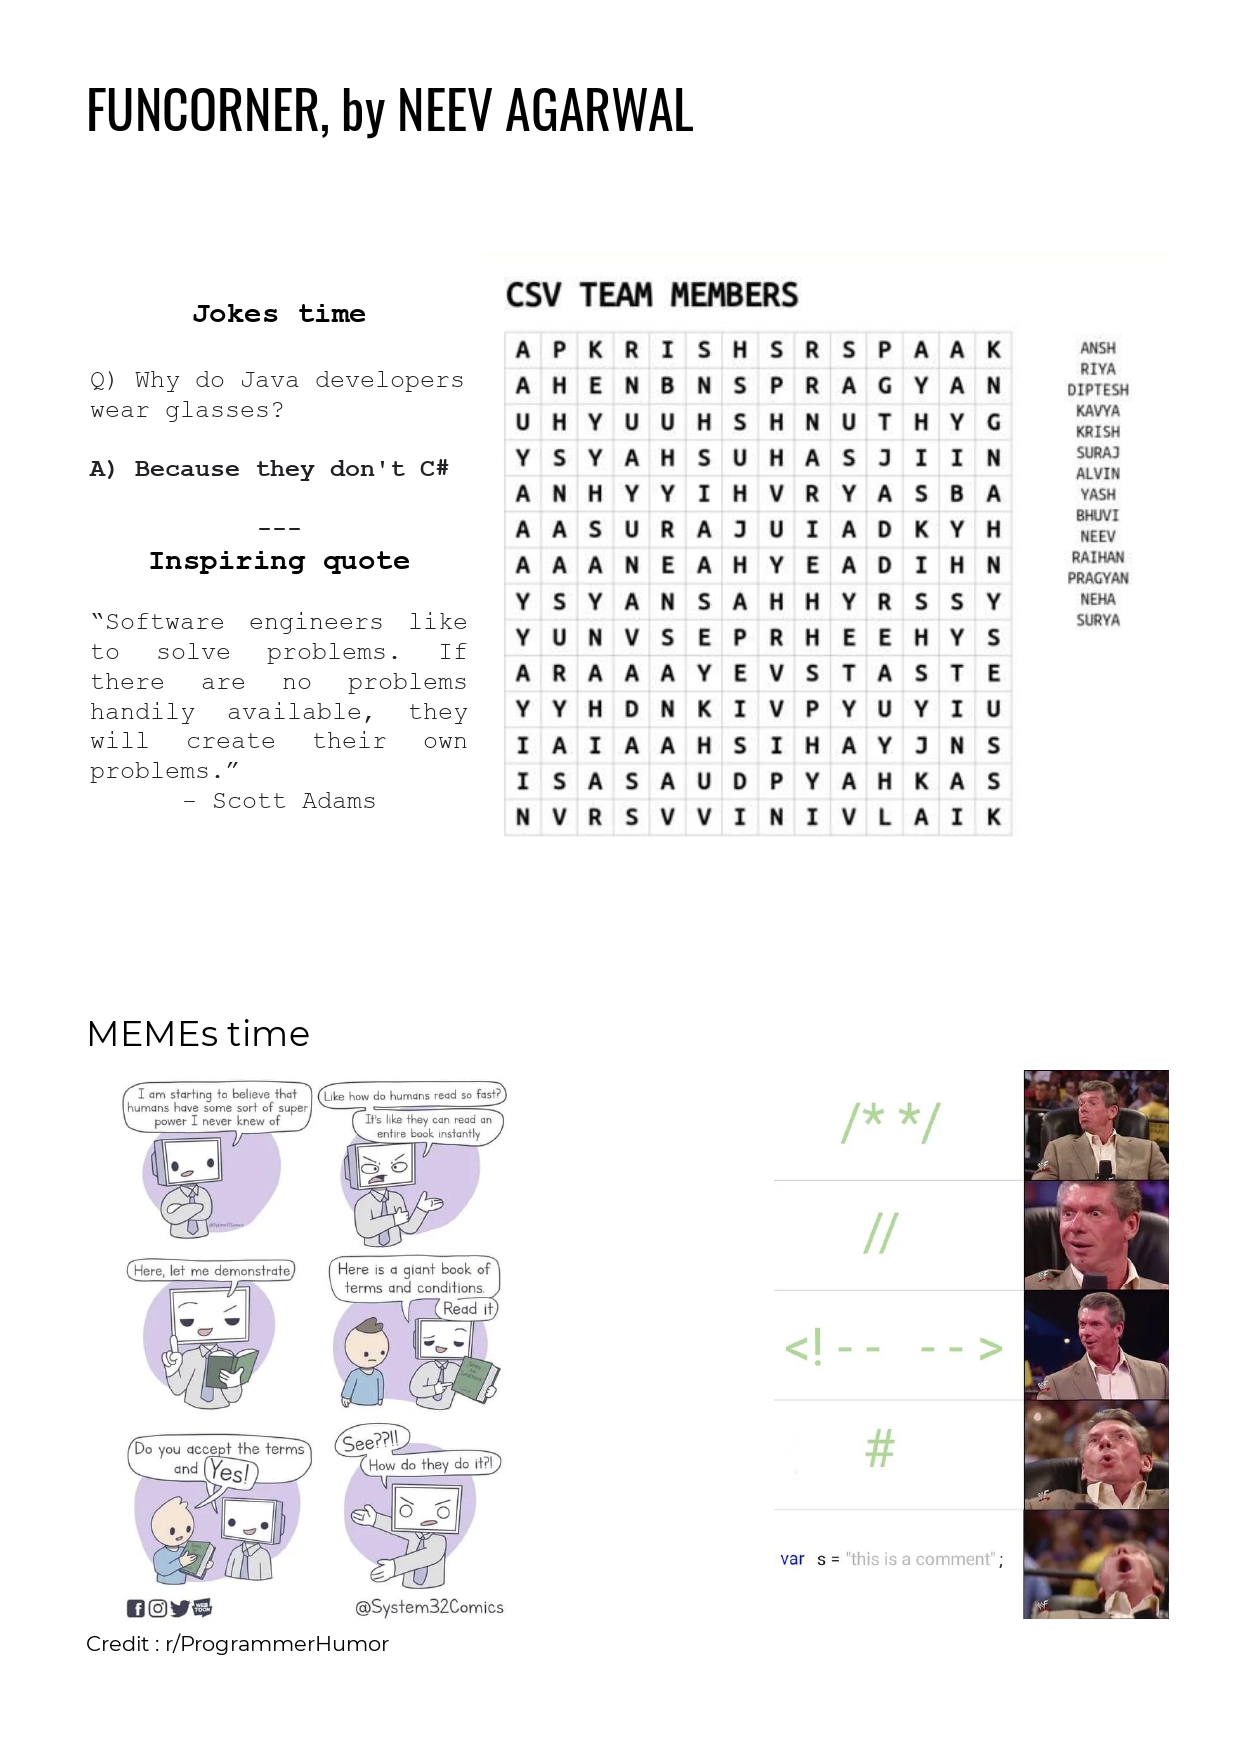 FUNCORNER, by NEEV AGARWAL
Jokes time
Q) Why do Java developers
wear glasses?
A) Because they don't C#
---
Inspiring quote
“Software engineers like
to solve problems. If
there are no problems
handily available, they
will create their own
problems.”
– Scott Adams
CSV TEAM MEMBERS
A P K R I S H S R S P A A K
A H E N B N S P R A G Y A N
U H Y U U H S H N U T H Y G
Y S Y A H S U H A S J I I N
A N H Y Y I H V R Y A S B A
A A S U R A J U I A D K Y H
A A A N E A H Y E A D I H N
Y S Y A N S A H H Y R S S Y
Y U N V S E P R H E E H Y S
A R A A A Y E V S T A S T E
Y Y H D N K I V P Y U Y I U
I A I A A H S I H A Y J N S
I S A S A U D P Y A H K A S
N V R S V V I N I V L A I K
ANSH
RIYA
DIPTESH
KAVYA
KRISH
SURAJ
ALVIN
YASH
BHUVI
NEEV
RAIHAN
PRAGYAN
NEHA
SURYA
MEMEs time
I am starting to believe that
humans have some sort of super
power I never knew of
Like how do humans read so fast?
It's like they can read an
entire book instantly
Here, let me demonstrate
Here is a giant book of
terms and conditions.
Read it
Do you accept the terms
and
Yes!
See??!!
How do they do it?!
@System32Comics
Credit : r/ProgrammerHumor
/* */
//
<!-- -->
#
var s = "this is a comment";